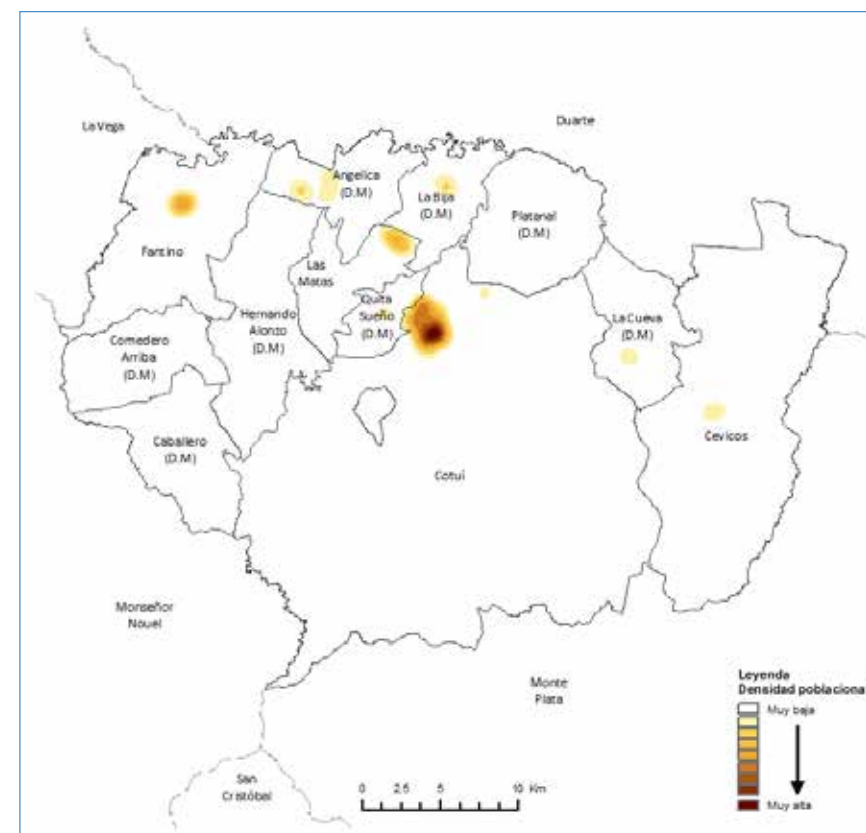 La Vega
Duarte
Angelica
(D.M)
La Bija
(D.M)
Platanal
(D.M)
Fantino
Las
Matas
Quita
Sueño
(D.M)
Hernando
Alonzo
(D.M)
La Cueva
(D.M)
Comedero
Arriba
(D.M)
Caballero
(D.M)
Cevicos
Cotuí
Monseñor
Nouel
Monte
Plata
San
Cristóbal
Leyenda
Densidad poblaciona
Muy baja
Muy alta
0 2.5 5 10 Km